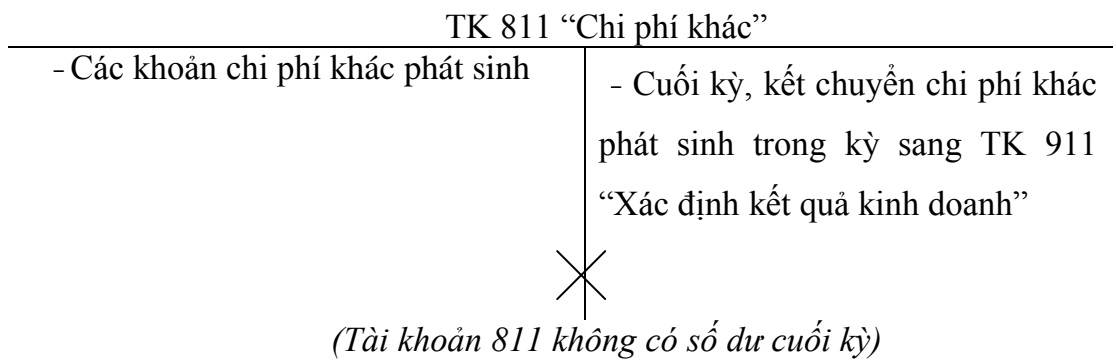 TK 811 “Chi phí khác”
- Các khoản chi phí khác phát sinh
- Cuối kỳ, kết chuyển chi phí khác
phát sinh trong kỳ sang TK 911
“Xác định kết quả kinh doanh”
(Tài khoản 811 không có số dư cuối kỳ)